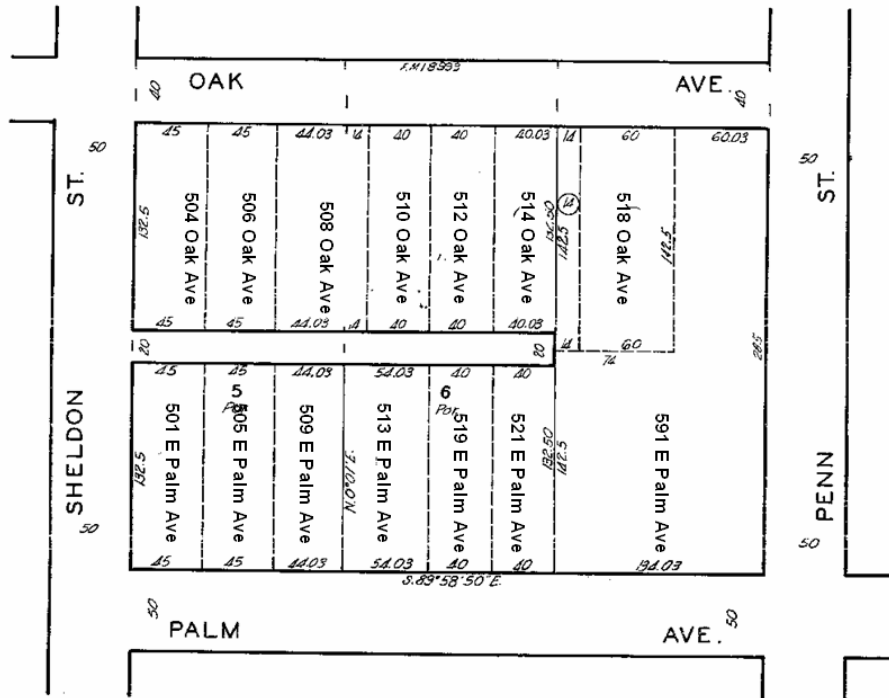 F.M.18999
OAK AVE.
40 40
50 50
ST. ST.
45 45 44.03 14 40 40 40.03 14 60 60.03
132.5
504 Oak Ave
506 Oak Ave
508 Oak Ave
510 Oak Ave
512 Oak Ave
514 Oak Ave
132.50
142.5
14
518 Oak Ave
142.5
45 45 44.03 14 40 40 40.03 14 60
20 20 74
285
45 45 44.03 54.03 40 40
5 6
Por. Por.
SHELDON
132.5
501 E Palm Ave
505 E Palm Ave
509 E Palm Ave
513 E Palm Ave
519 E Palm Ave
521 E Palm Ave
132.50
142.5
591 E Palm Ave
PENN
50 50
45 45 44.03 54.03 40 40 134.03
S.89°58'50"E.
50 50
PALM AVE.